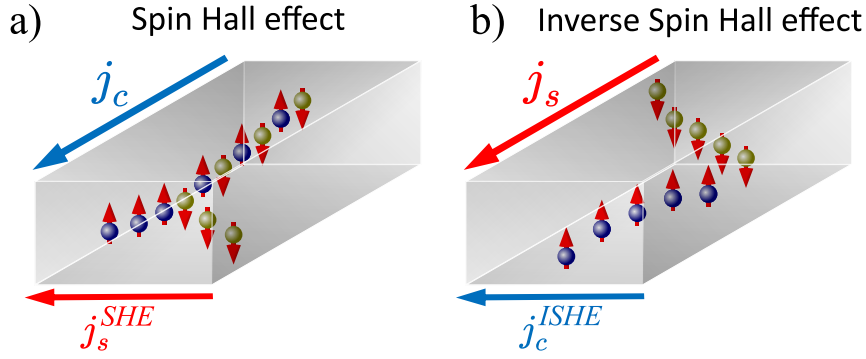 a) Spin Hall effect
j_c
j_s^{SHE}
b) Inverse Spin Hall effect
j_s
j_c^{ISHE}